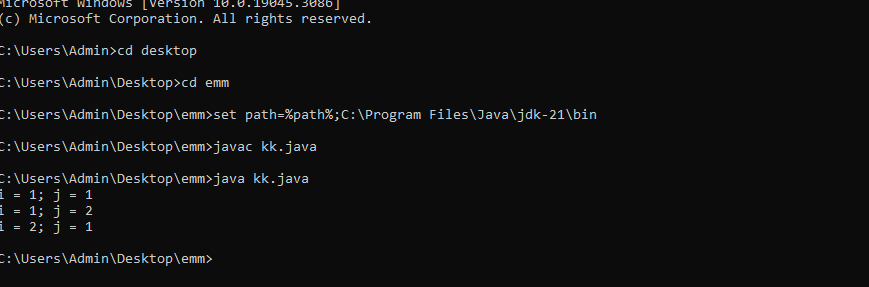 Microsoft Windows [Version 10.0.19045.3086]
(c) Microsoft Corporation. All rights reserved.
C:\Users\Admin>cd desktop
C:\Users\Admin\Desktop>cd emm
C:\Users\Admin\Desktop\emm>set path=%path%;C:\Program Files\Java\jdk-21\bin
C:\Users\Admin\Desktop\emm>javac kk.java
C:\Users\Admin\Desktop\emm>java kk.java
i = 1; j = 1
i = 1; j = 2
i = 2; j = 1
C:\Users\Admin\Desktop\emm>